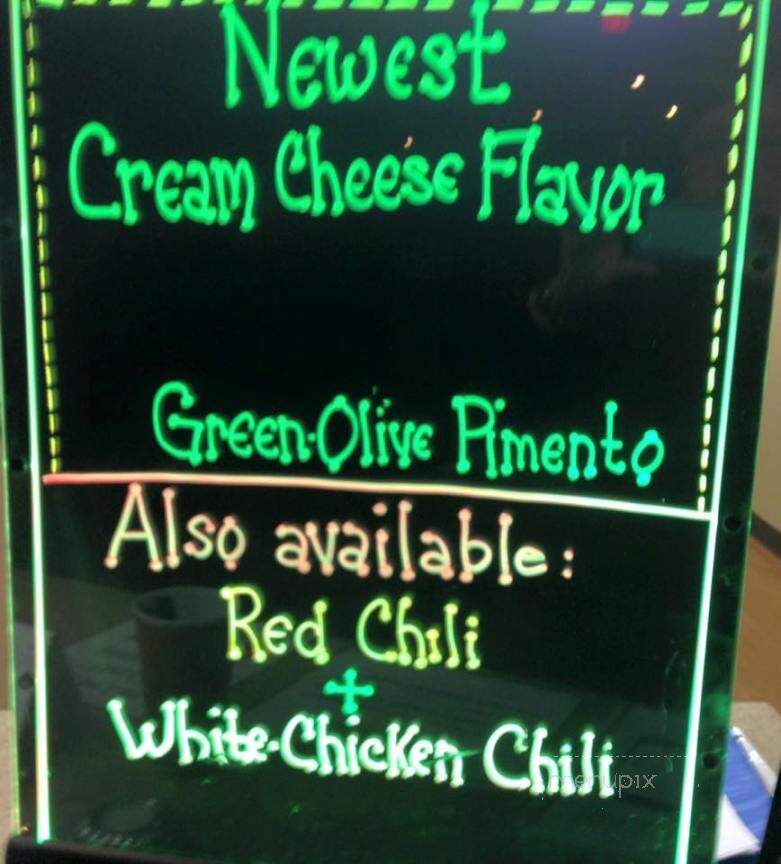 Newest
Cream Cheese Flavor
Green-Olive Pimento
Also available:
Red Chili
+
White-Chicken Chili
menupix